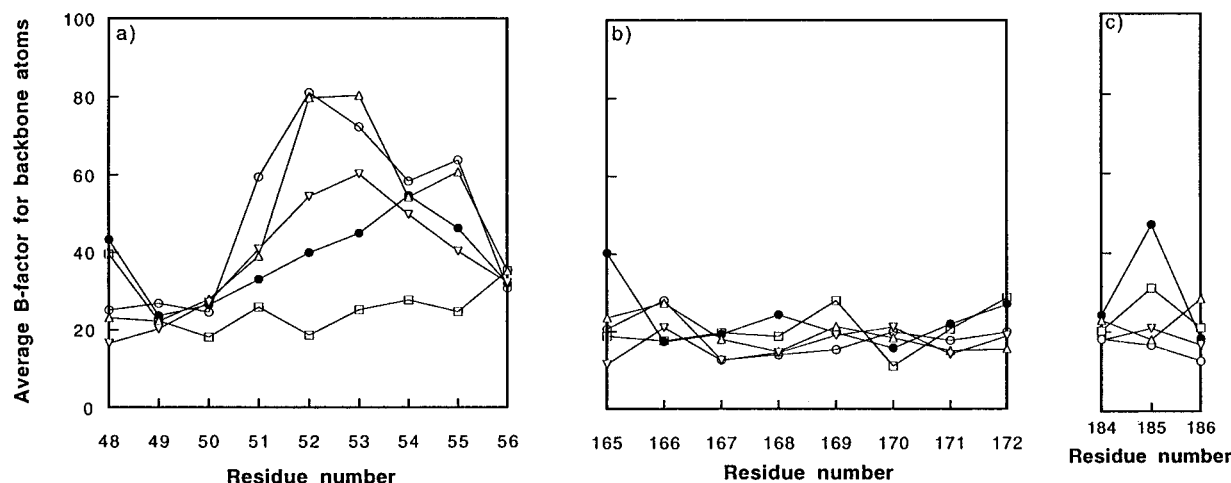 Average B-factor for backbone atoms
100
80
60
40
20
0
a)
48 49 50 51 52 53 54 55 56
Residue number
b)
165 166 167 168 169 170 171 172
Residue number
c)
184 185 186
Residue number